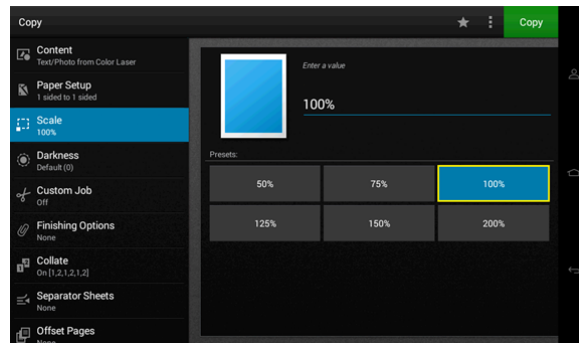 Copy
Copy
Content
Text/Photo from Color Laser
Paper Setup
1 sided to 1 sided
Scale
100%
Darkness
Default (0)
Custom Job
Off
Finishing Options
None
Collate
On [1,2,1,2,1,2]
Separator Sheets
None
Offset Pages
None
Enter a value
100%
Presets:
50%
75%
100%
125%
150%
200%